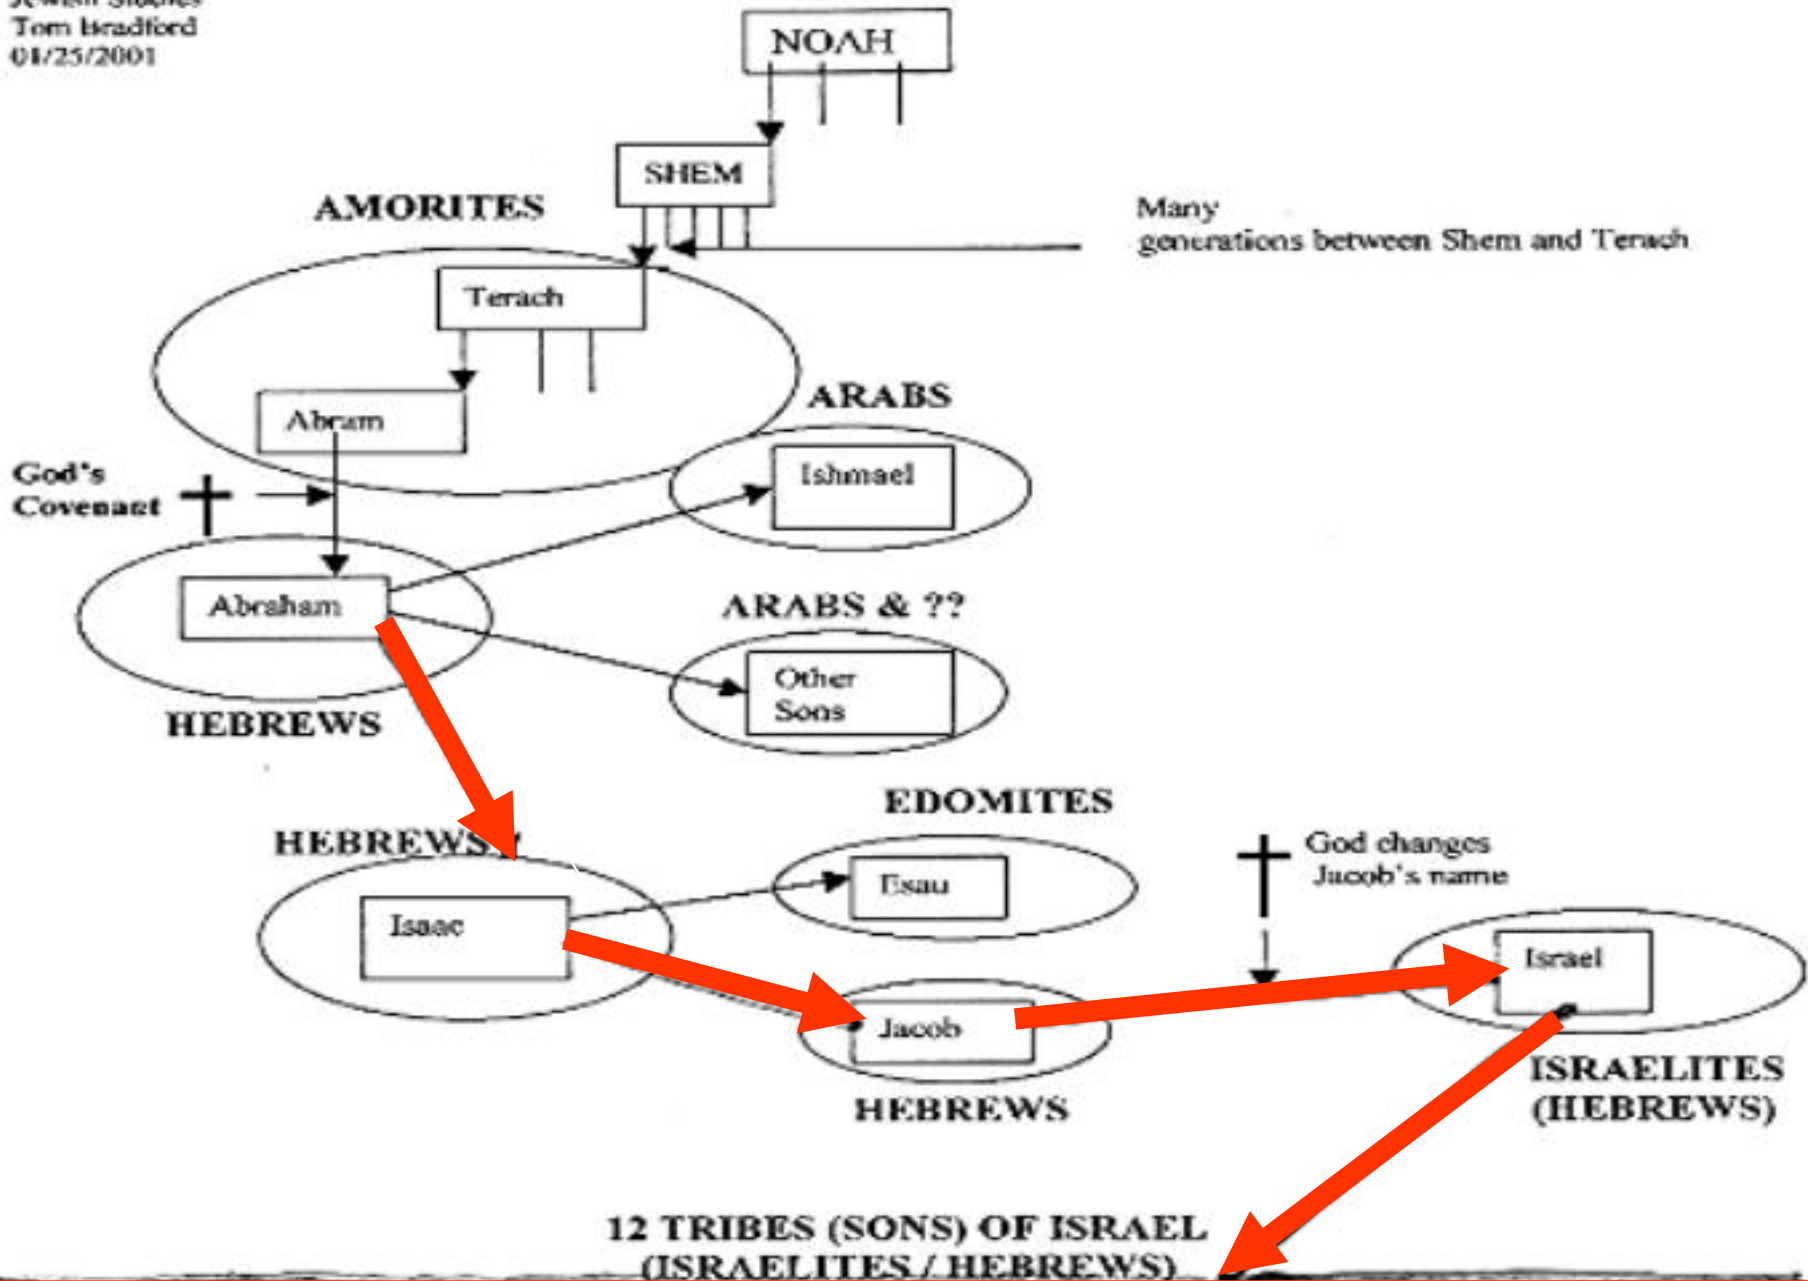 Jewish Studies
Tom Bradford
01/25/2001
NOAH
SHEM
AMORITES
Many
generations between Shem and Terach
Terach
ARABS
Abram
Ishmael
God's
Covenant
Abraham
ARABS & ??
Other
Sons
HEBREWS
EDOMITES
HEBREWS
God changes
Jacob's name
Esau
Isaac
Israel
Jacob
ISRAELITES
(HEBREWS)
HEBREWS
12 TRIBES (SONS) OF ISRAEL
(ISRAELITES / HEBREWS)